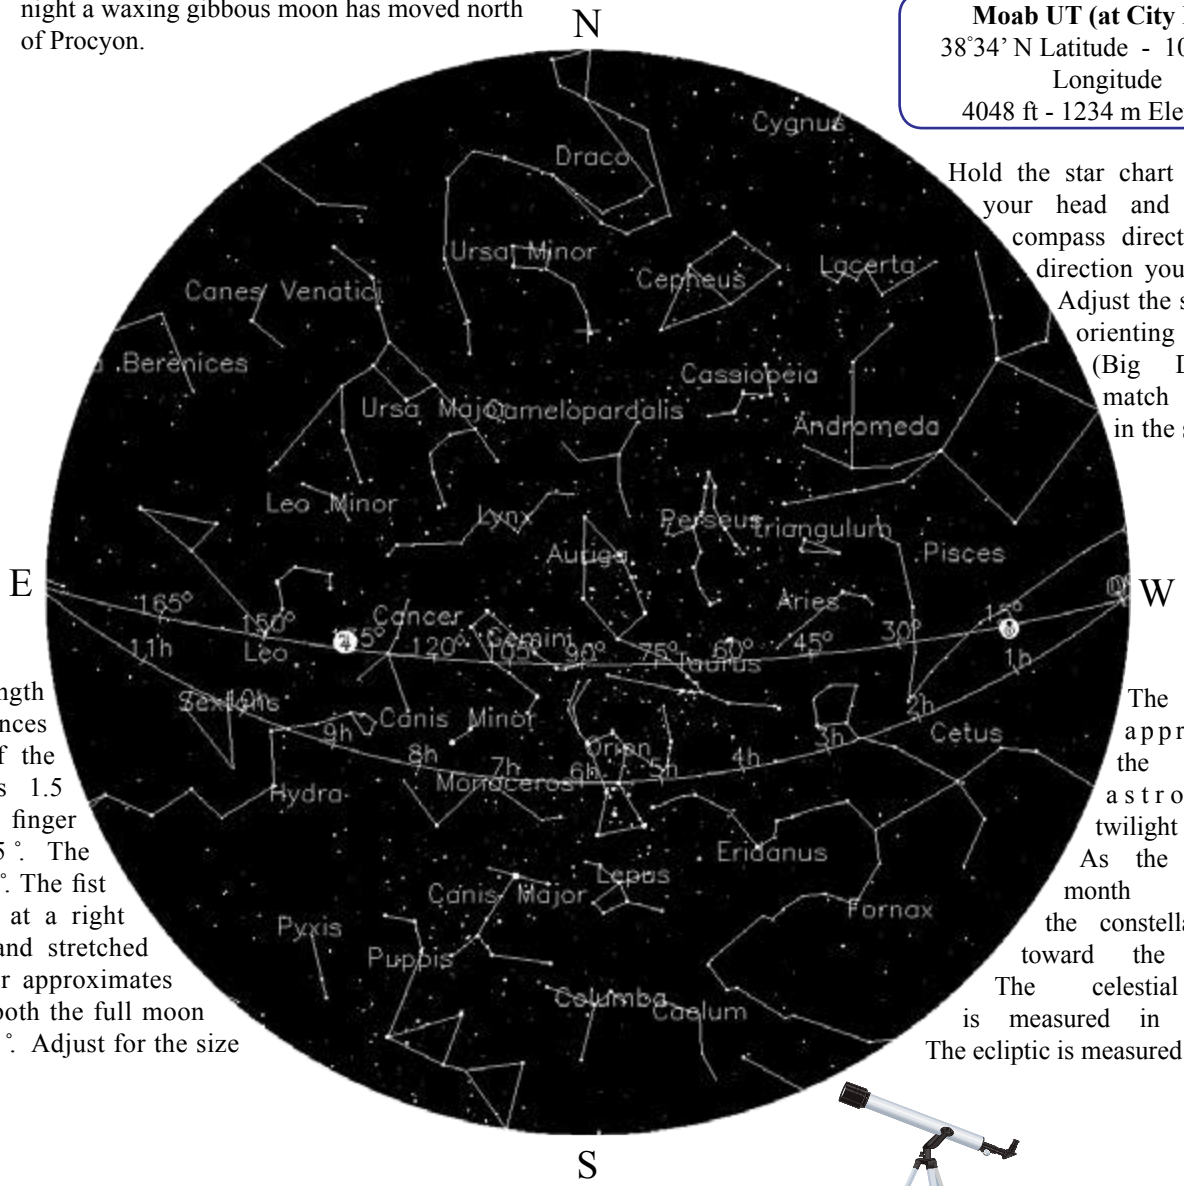 night a waxing gibbous moon has moved north
of Procyon.
N
Moab UT (at City
38°34’ N Latitude - 10
Longitude
4048 ft - 1234 m Ele
Hold the star chart
your head and
compass direct
direction you
Adjust the s
orienting
(Big D
match
in the s
Cygnus
Draco
Ursa Minor
Cepheus
Lacerta
Canes Venatici
Berenices
Cassiopeia
Ursa Major
Camelopardalis
Andromeda
Leo Minor
Lynx
Perseus
Triangulum
Auriga
Pisces
E
W
165°
150°
135°
120°
105°
90°
75°
60°
45°
30°
15°
Cancer
Gemini
Aries
Taurus
Leo
11h
10h
9h
8h
7h
6h
5h
4h
3h
2h
1h
Sextans
Canis Minor
Orion
Cetus
Hydra
Monoceros
Eridanus
Lepus
Canis Major
Fornax
Pyxis
Puppis
Columba
Caelum
ngth
nces
f the
s 1.5
finger
5°. The
°. The fist
at a right
and stretched
r approximates
both the full moon
°. Adjust for the size
The
appr
the
astro
twilight
As the
month
the constella
toward the
The celestial
is measured in
The ecliptic is measured
S